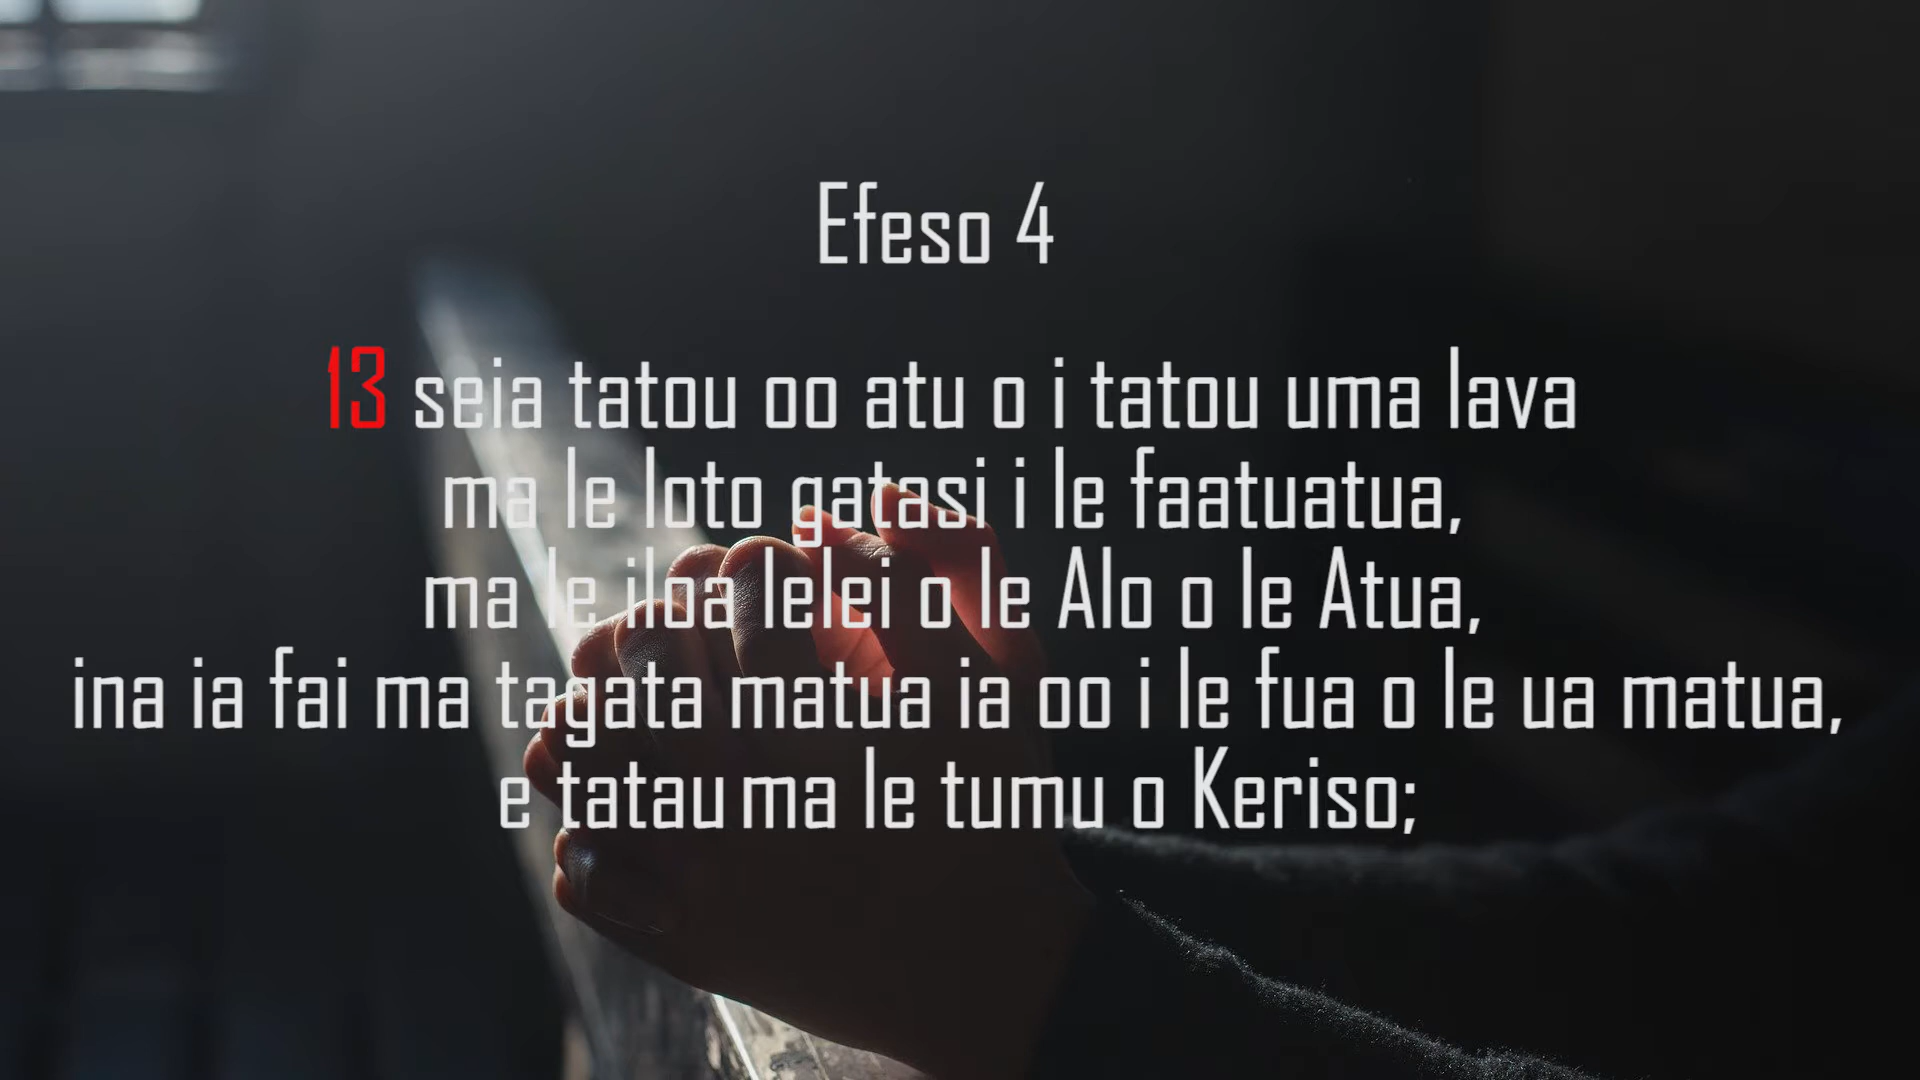 Efeso 4
13 seia tatou oo atu o i tatou uma lava
ma le loto gatasi i le faatuatua,
ma le iloa lelei o le Alo o le Atua,
ina ia fai ma tagata matua ia oo i le fua o le ua matua,
e tatau ma le tumu o Keriso;